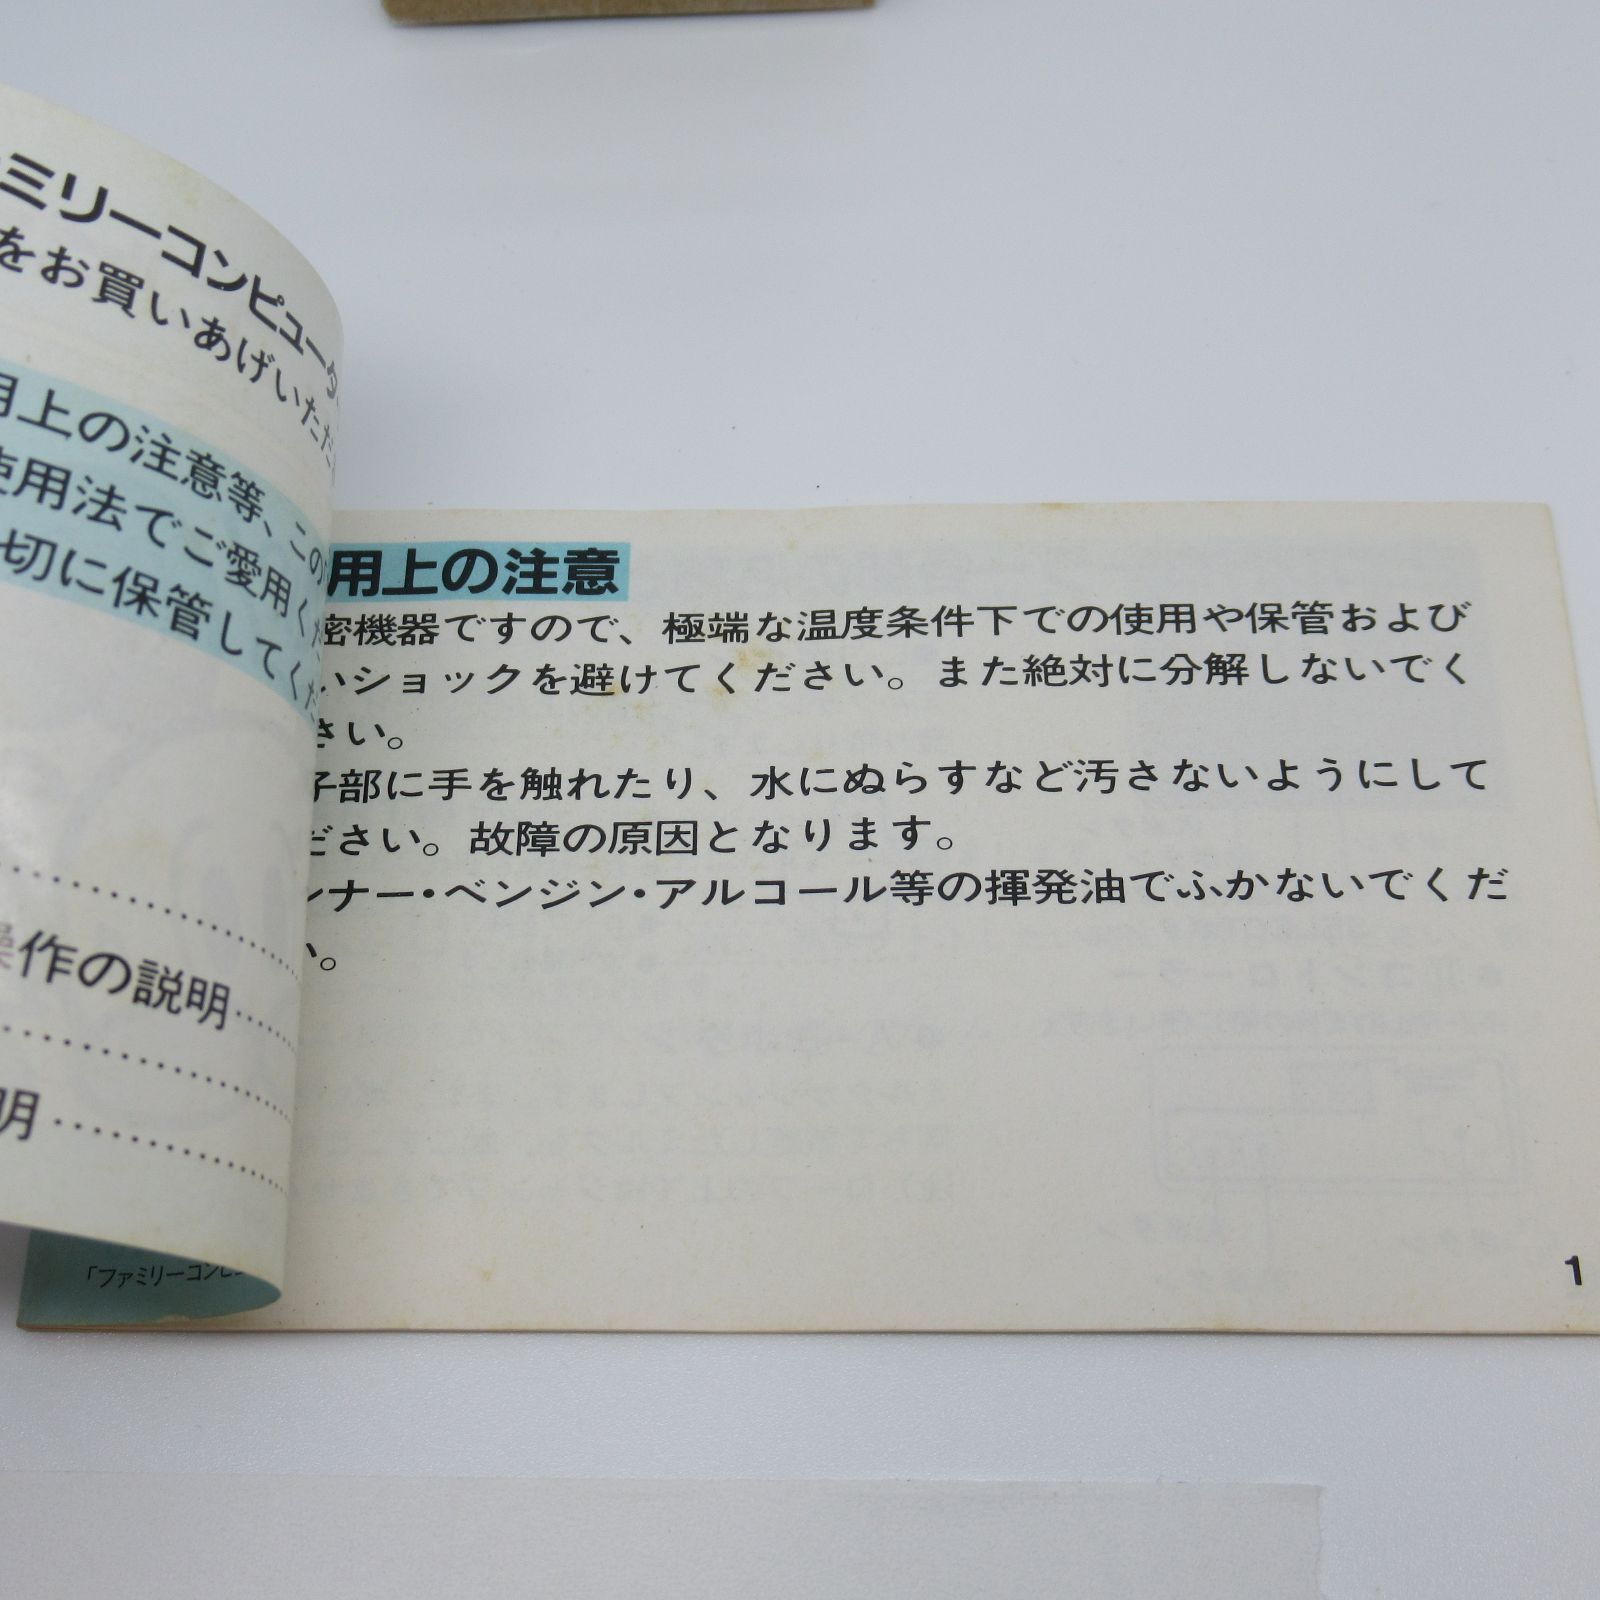 ミリーコンピュータ
をお買いあげいただ
用上の注意等、この
使用法でご愛用くだ
切に保管してくだ
操作の説明
明
「ファミリーコンピ
用上の注意
密機器ですので、極端な温度条件下での使用や保管および
いショックを避けてください。また絶対に分解しないでく
さい。
子部に手を触れたり、水にぬらすなど汚さないようにして
ださい。故障の原因となります。
ンナー・ベンジン・アルコール等の揮発油でふかないでくだ
い。
1